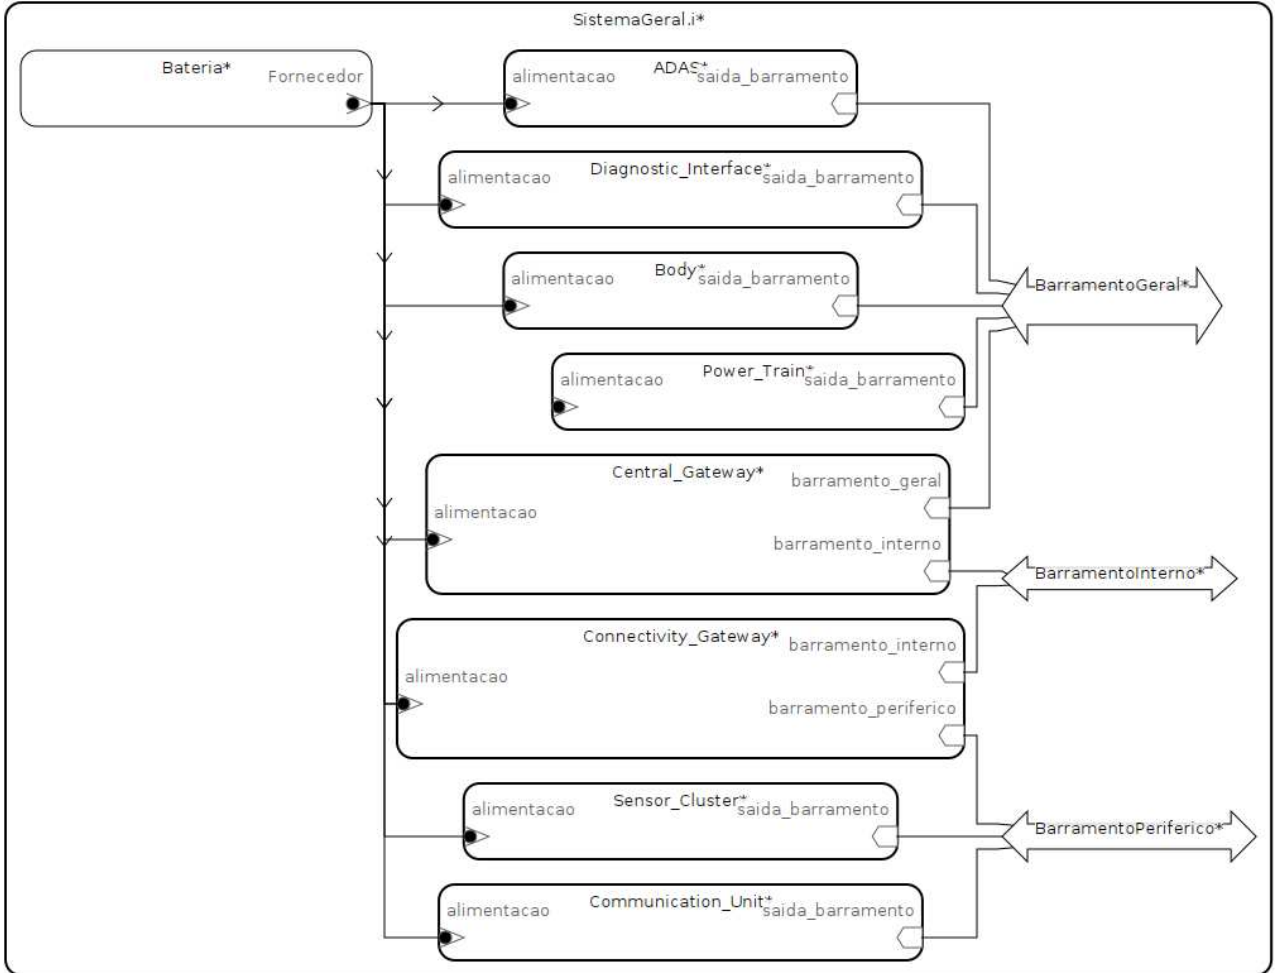 SistemaGeral.i*
Bateria*
Fornecedor
ADAS*
alimentacao
saida_barramento
Diagnostic_Interface*
alimentacao
saida_barramento
Body*
alimentacao
saida_barramento
BarramentoGeral*
Power_Train*
alimentacao
saida_barramento
Central_Gateway*
barramento_geral
alimentacao
barramento_interno
BarramentoInterno*
Connectivity_Gateway*
barramento_interno
alimentacao
barramento_periferico
Sensor_Cluster*
alimentacao
saida_barramento
BarramentoPeriferico*
Communication_Unit*
alimentacao
saida_barramento